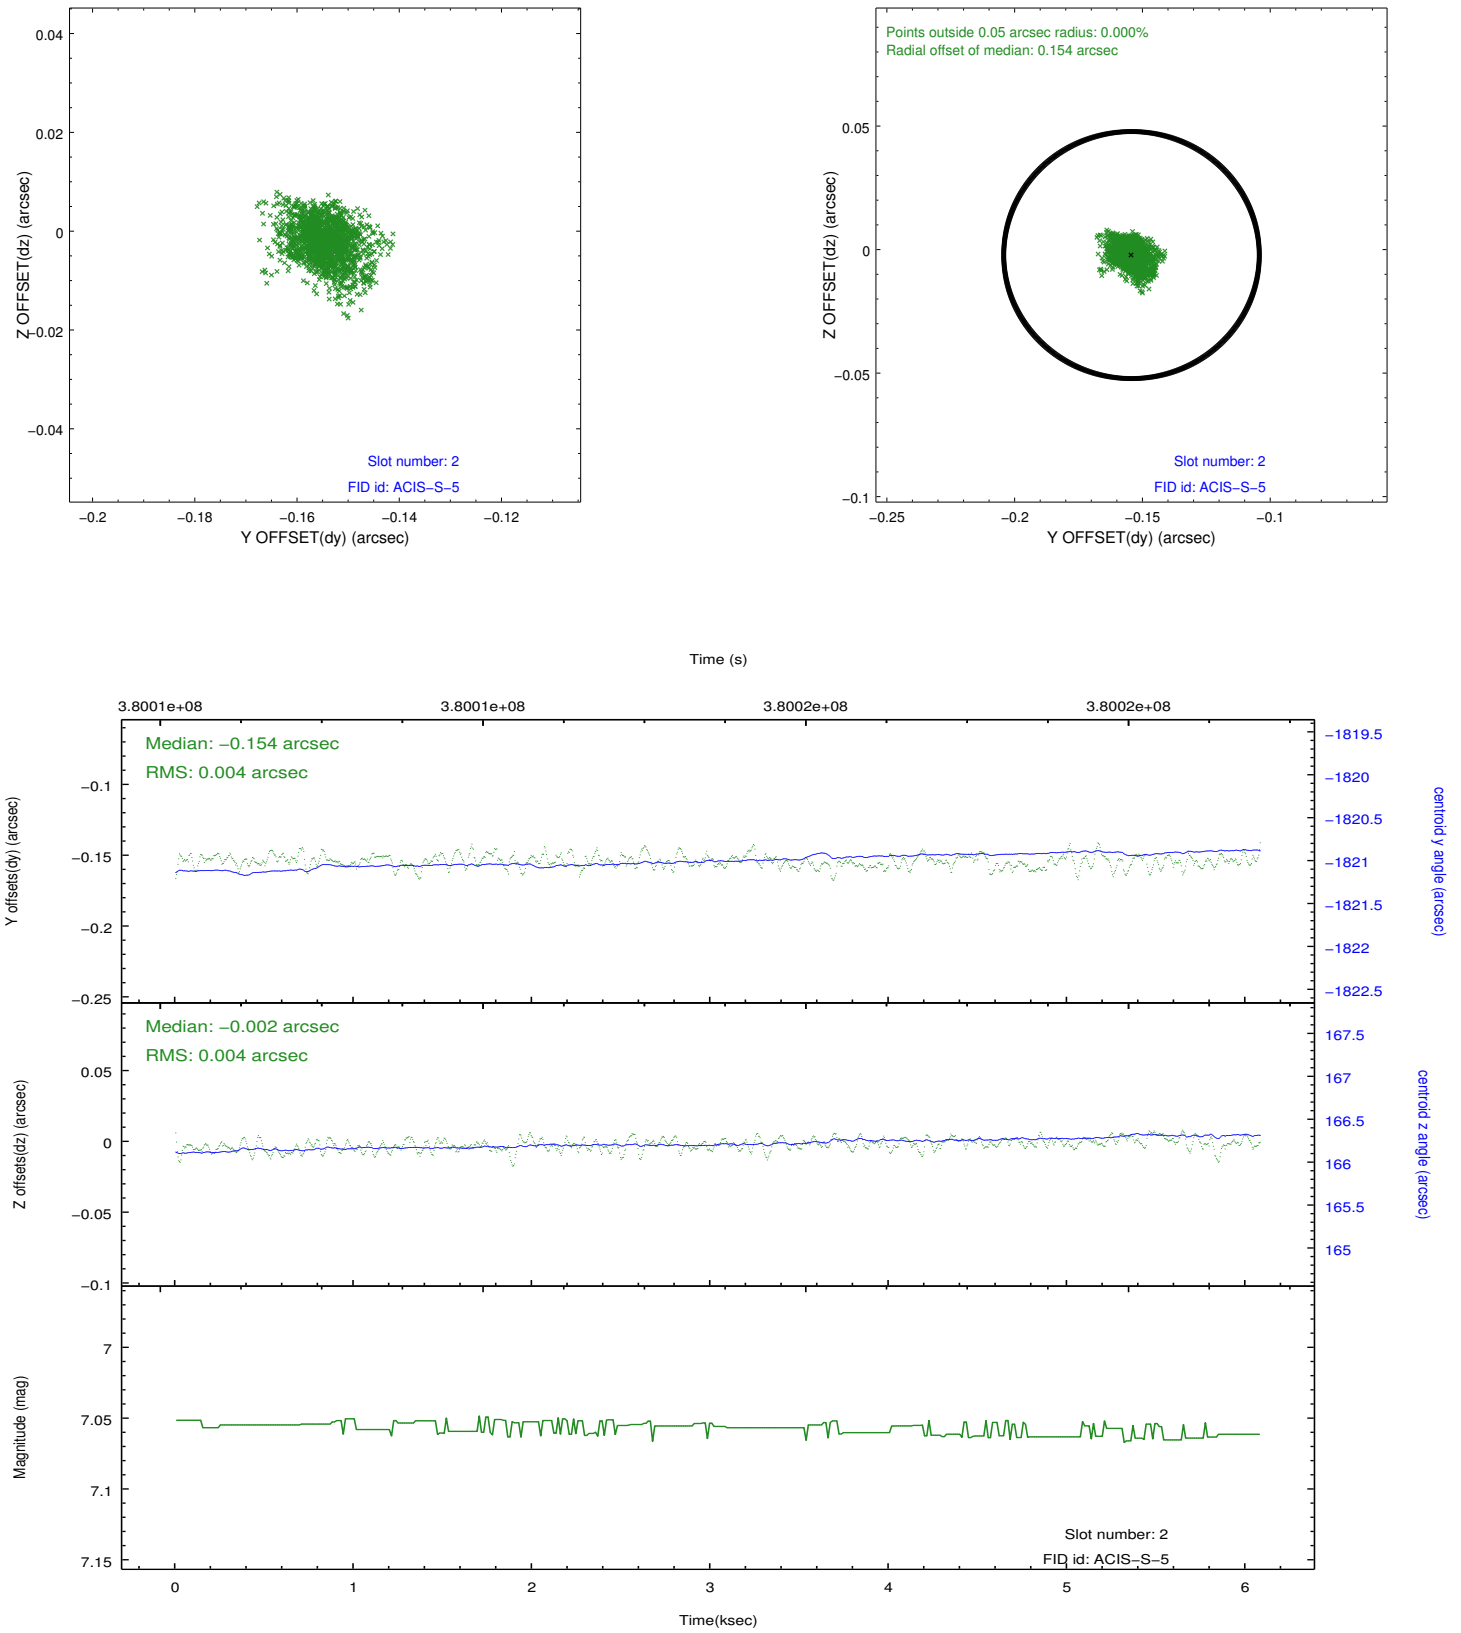 0.04
0.02
0
−0.02
−0.04
Z OFFSET(dz) (arcsec)
Slot number: 2
FID id: ACIS−S−5
−0.2 −0.18 −0.16 −0.14 −0.12
Y OFFSET(dy) (arcsec)
Points outside 0.05 arcsec radius: 0.000%
Radial offset of median: 0.154 arcsec
0.05
0
−0.05
−0.1
Z OFFSET(dz) (arcsec)
Slot number: 2
FID id: ACIS−S−5
−0.25 −0.2 −0.15 −0.1
Y OFFSET(dy) (arcsec)
Time (s)
3.8001e+08 3.8001e+08 3.8002e+08 3.8002e+08
Median: −0.154 arcsec
RMS: 0.004 arcsec
−0.1
−0.15
−0.2
−0.25
Y offsets(dy) (arcsec)
−1819.5
−1820
−1820.5
−1821
−1821.5
−1822
−1822.5
centroid y angle (arcsec)
Median: −0.002 arcsec
RMS: 0.004 arcsec
0.05
0
−0.05
−0.1
Z offsets(dz) (arcsec)
167.5
167
166.5
166
165.5
165
centroid z angle (arcsec)
7
7.05
7.1
7.15
Magnitude (mag)
Slot number: 2
FID id: ACIS−S−5
0 1 2 3 4 5 6
Time(ksec)